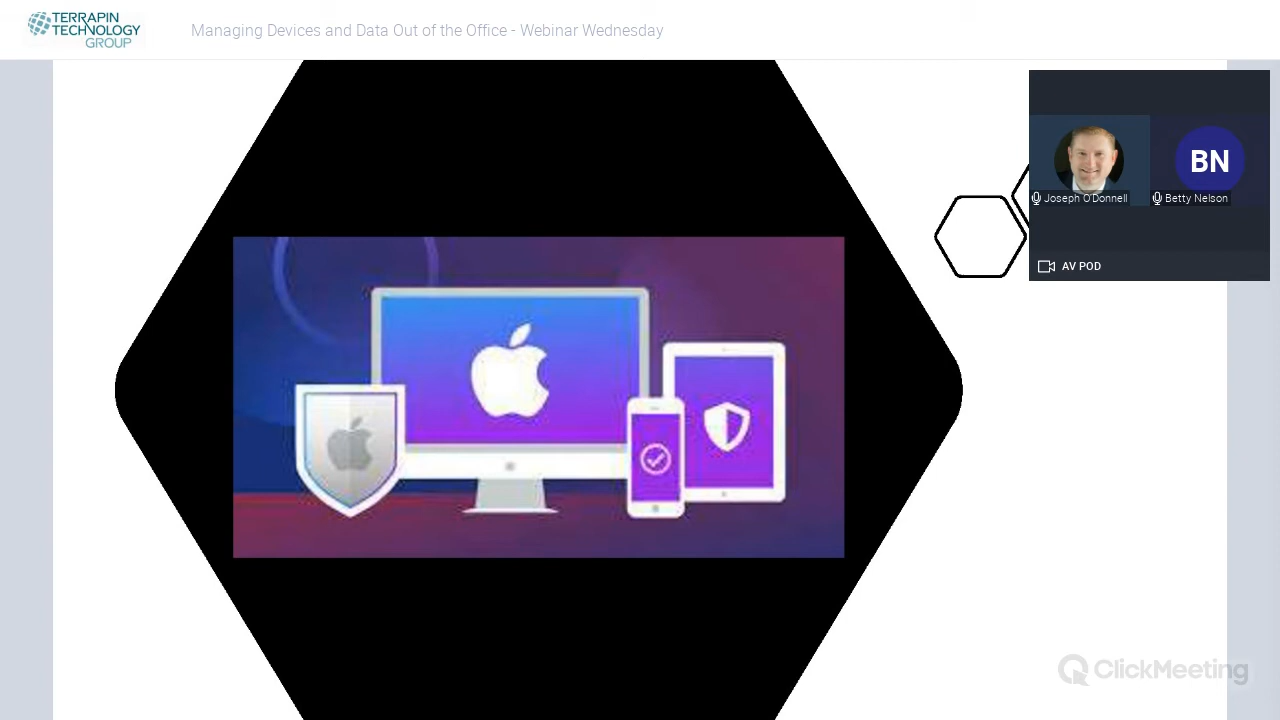 TERRAPIN
TECHNOLOGY
GROUP
Managing Devices and Data Out of the Office - Webinar Wednesday
BN
Joseph O'Donnell
Betty Nelson
AV POD
ClickMeeting